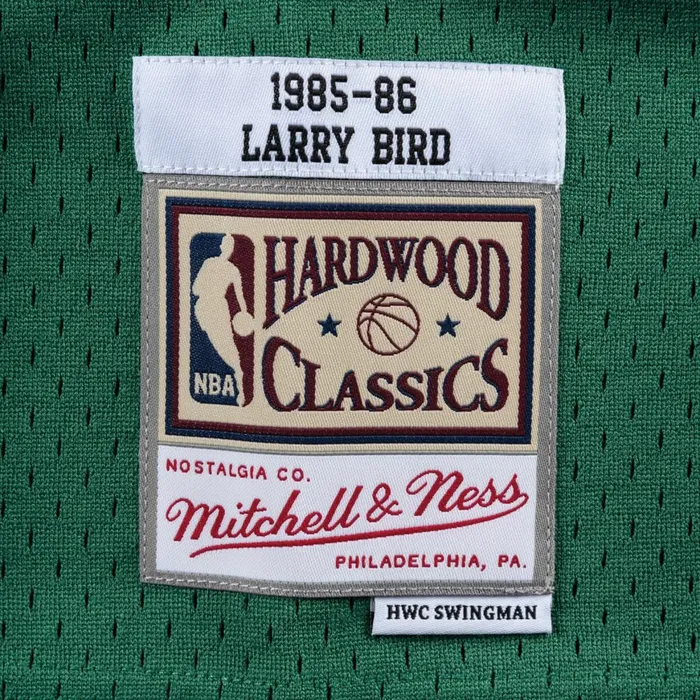 1985-86
LARRY BIRD
HARDWOOD
NBA
CLASSICS
NOSTALGIA CO.
Mitchell & Ness
PHILADELPHIA, PA.
HWC SWINGMAN